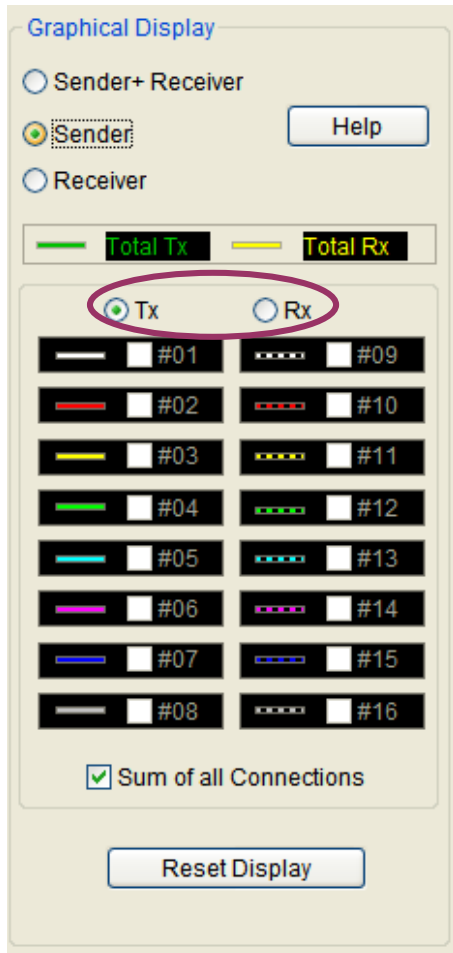 Graphical Display
Sender+ Receiver
Sender
Help
Receiver
Total Tx Total Rx
Tx Rx
#01 #09
#02 #10
#03 #11
#04 #12
#05 #13
#06 #14
#07 #15
#08 #16
Sum of all Connections
Reset Display